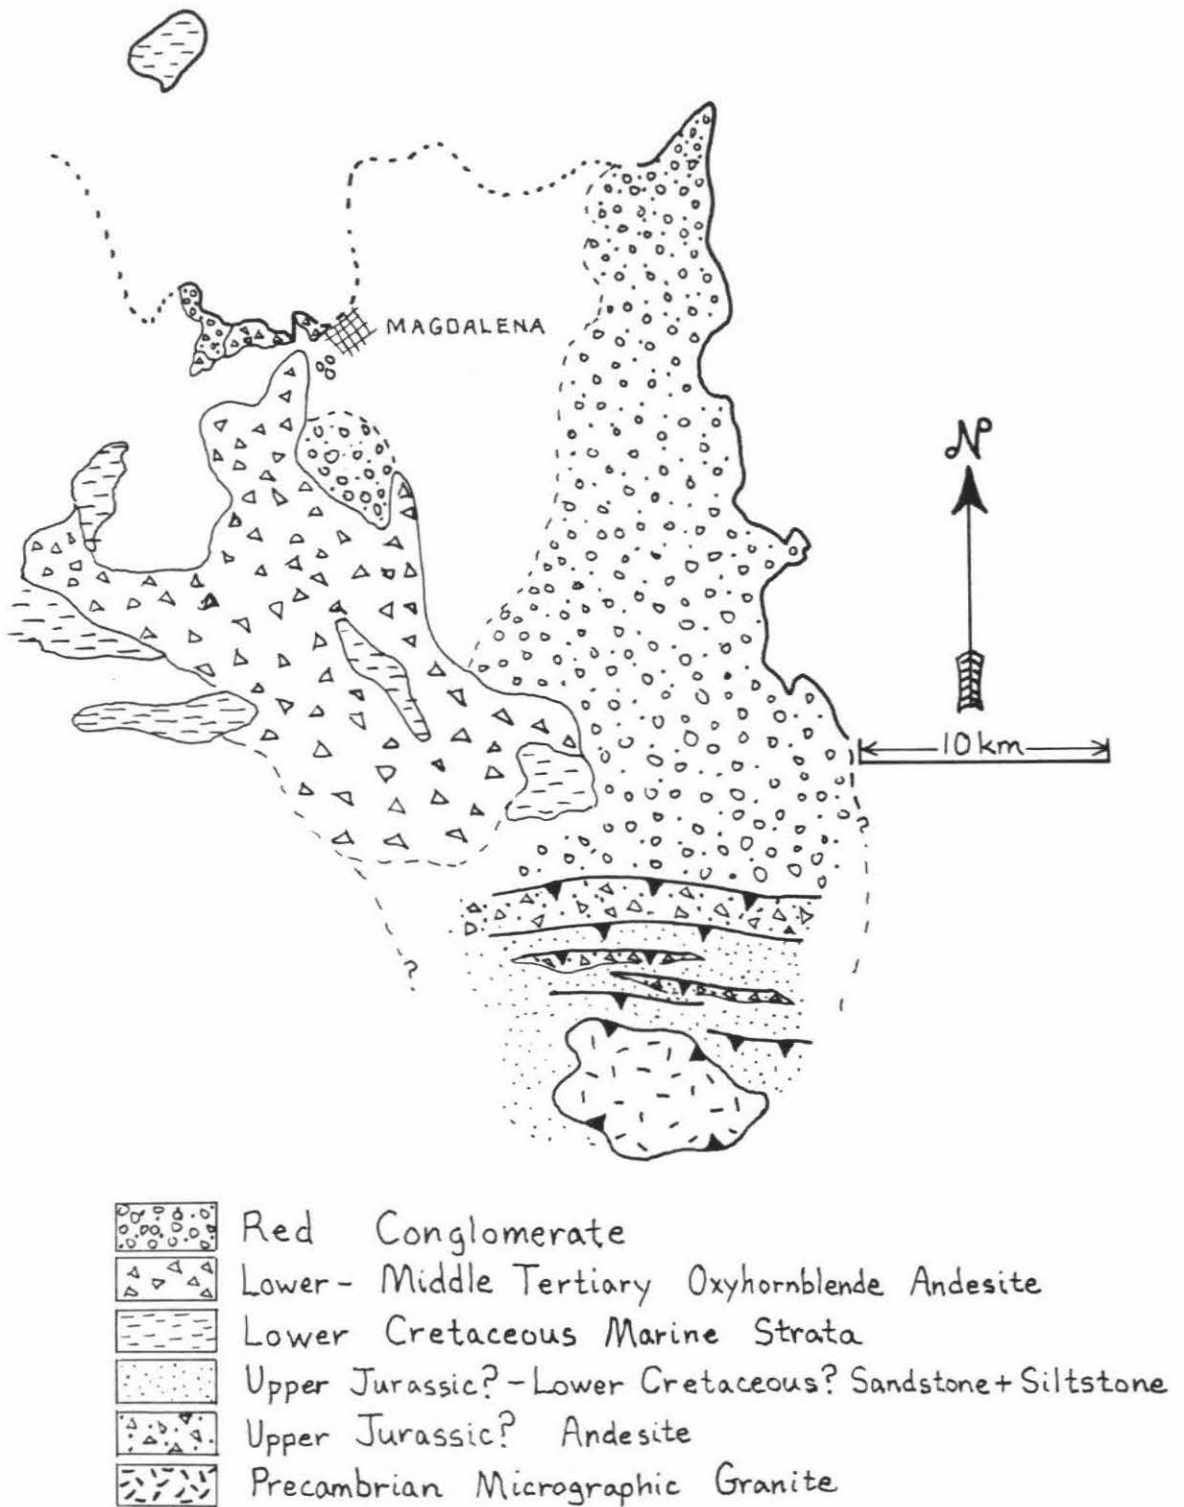 MAGDALENA
N
10 km
?
?
Red Conglomerate
Lower - Middle Tertiary Oxyhornblende Andesite
Lower Cretaceous Marine Strata
Upper Jurassic? - Lower Cretaceous? Sandstone + Siltstone
Upper Jurassic? Andesite
Precambrian Micrographic Granite